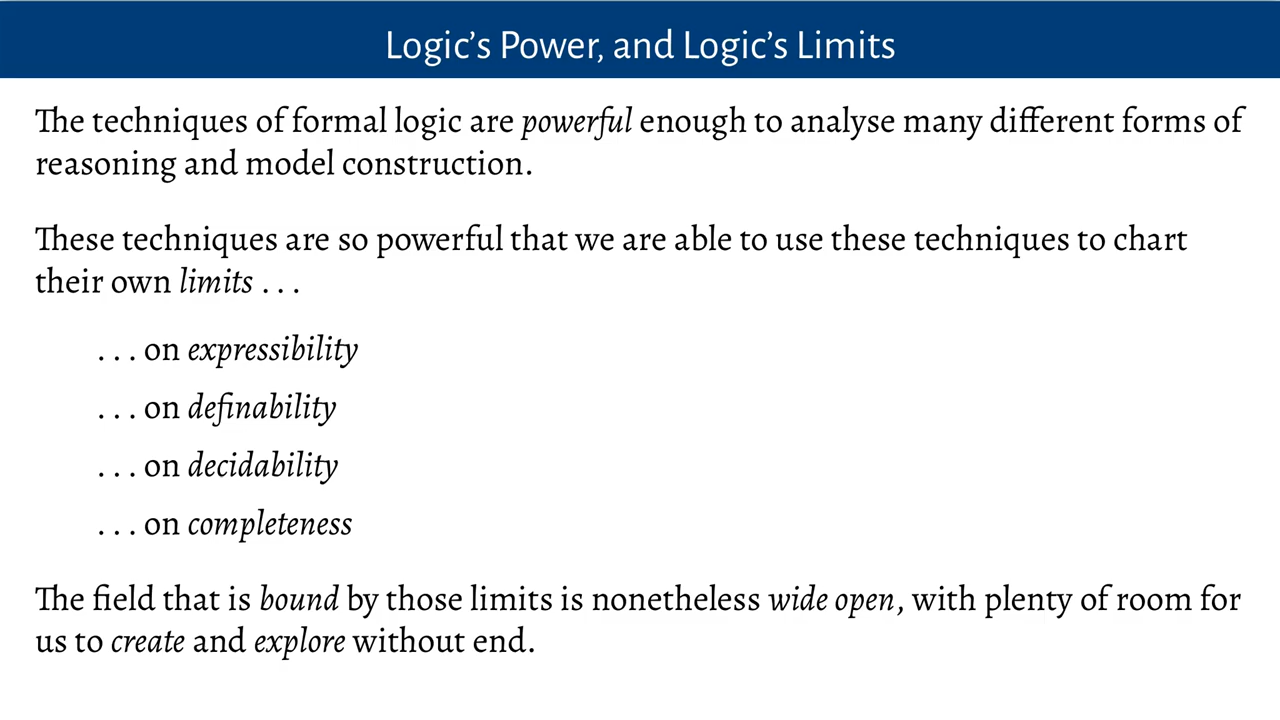 Logic’s Power, and Logic’s Limits
The techniques of formal logic are powerful enough to analyse many different forms of
reasoning and model construction.
These techniques are so powerful that we are able to use these techniques to chart
their own limits . . .
. . . on expressibility
. . . on definability
. . . on decidability
. . . on completeness
The field that is bound by those limits is nonetheless wide open, with plenty of room for
us to create and explore without end.